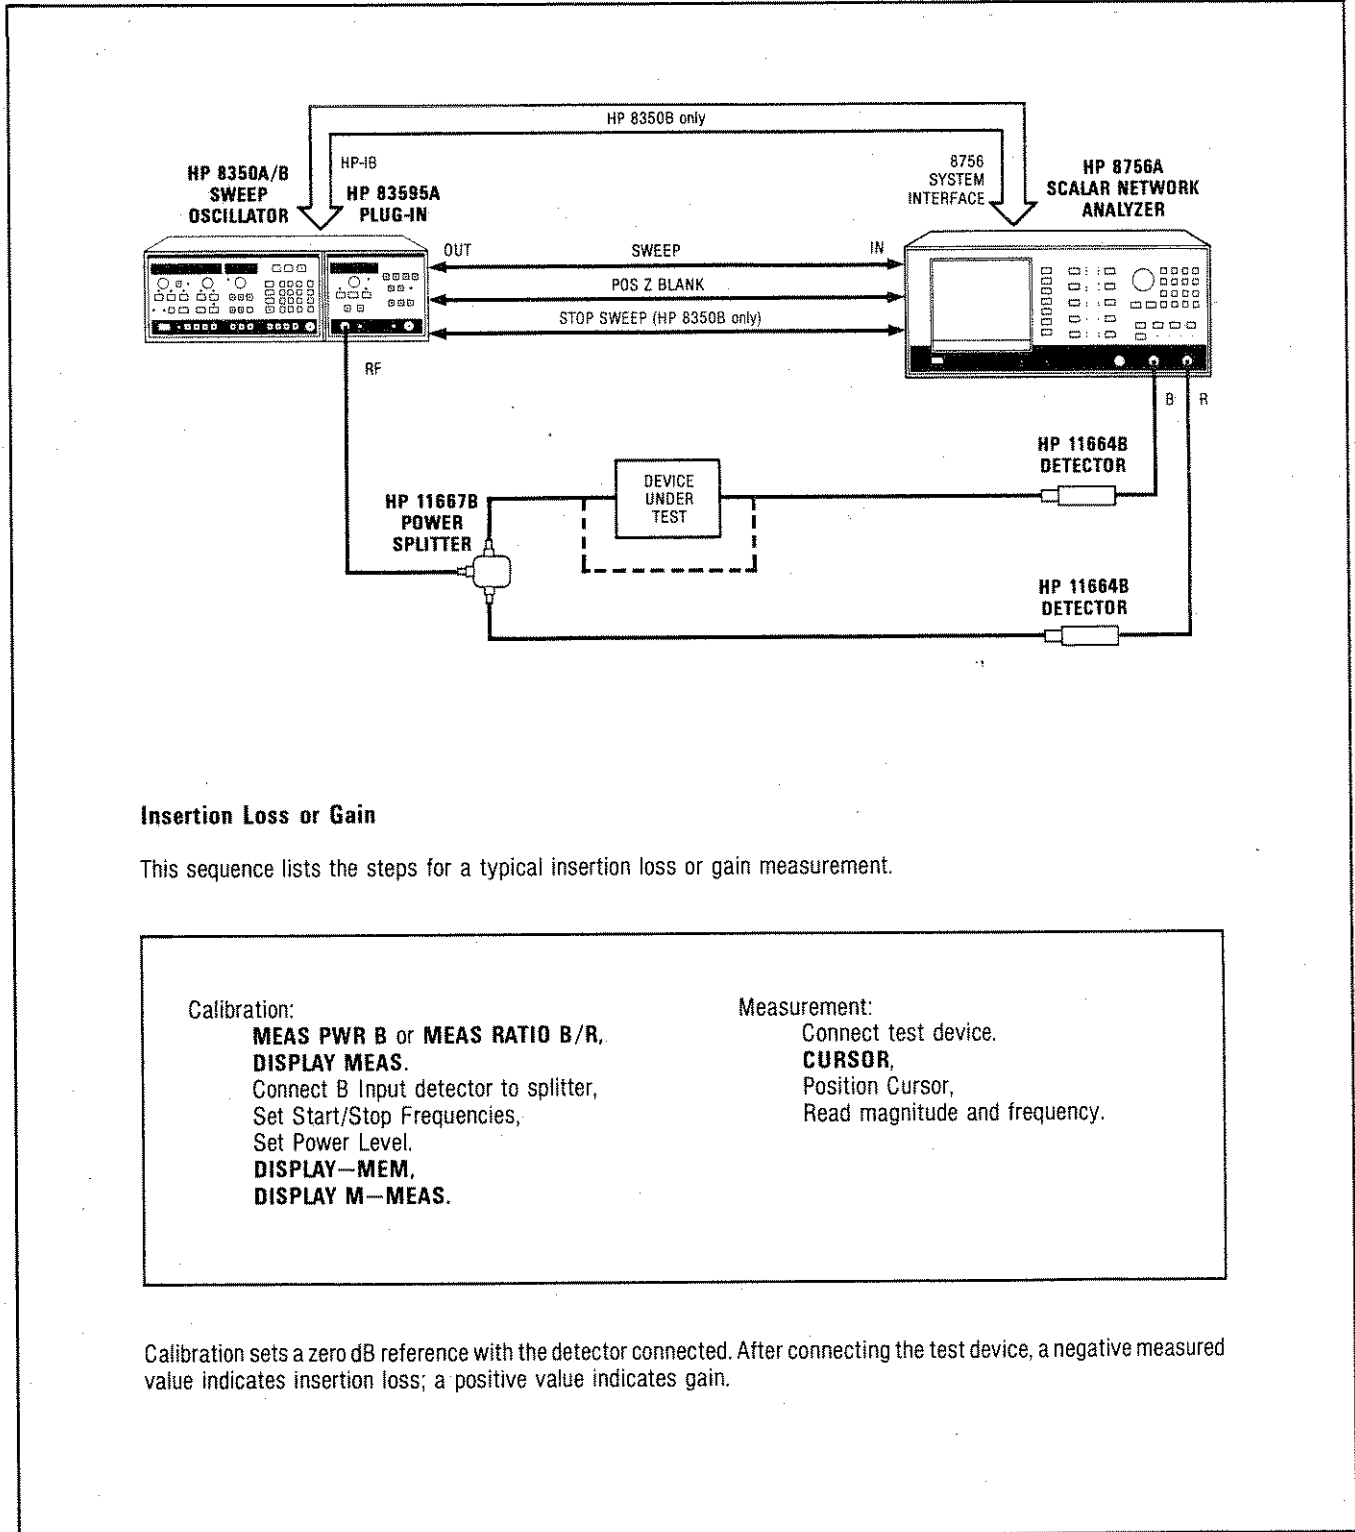 HP 8350B only
HP-IB
8756
SYSTEM
INTERFACE
HP 8350A/B
SWEEP
OSCILLATOR
HP 83595A
PLUG-IN
HP 8756A
SCALAR NETWORK
ANALYZER
OUT
SWEEP
IN
POS Z BLANK
STOP SWEEP (HP 8350B only)
RF
B
R
HP 11664B
DETECTOR
DEVICE
UNDER
TEST
HP 11667B
POWER
SPLITTER
HP 11664B
DETECTOR
Insertion Loss or Gain
This sequence lists the steps for a typical insertion loss or gain measurement.
Calibration:
MEAS PWR B or MEAS RATIO B/R,
DISPLAY MEAS.
Connect B Input detector to splitter,
Set Start/Stop Frequencies,
Set Power Level.
DISPLAY—MEM,
DISPLAY M—MEAS.
Measurement:
Connect test device.
CURSOR,
Position Cursor,
Read magnitude and frequency.
Calibration sets a zero dB reference with the detector connected. After connecting the test device, a negative measured
value indicates insertion loss; a positive value indicates gain.